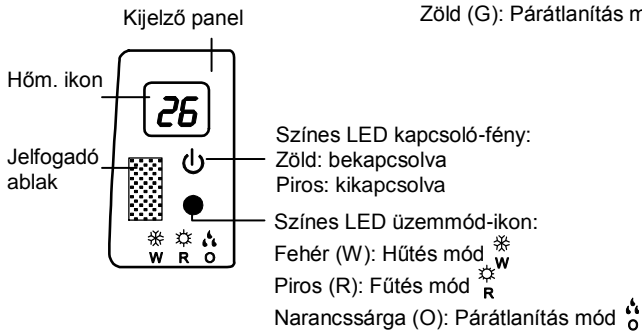 Kijelző panel
Zöld (G): Párátlanítás m
Hőm. ikon
26
Jelfogadó
ablak
Színes LED kapcsoló-fény:
Zöld: bekapcsolva
Piros: kikapcsolva
Színes LED üzemmód-ikon:
W R O
Fehér (W): Hűtés mód W
Piros (R): Fűtés mód R
Narancssárga (O): Párátlanítás mód O